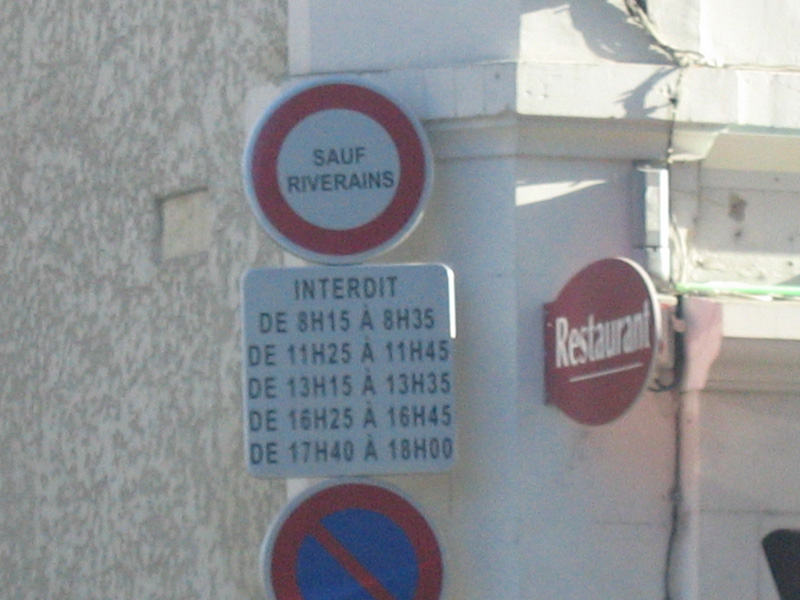 SAUF
RIVERAINS
INTERDIT
DE 8H15 À 8H35
DE 11H25 À 11H45
DE 13H15 À 13H35
DE 16H25 À 16H45
DE 17H40 À 18H00
Restaurant